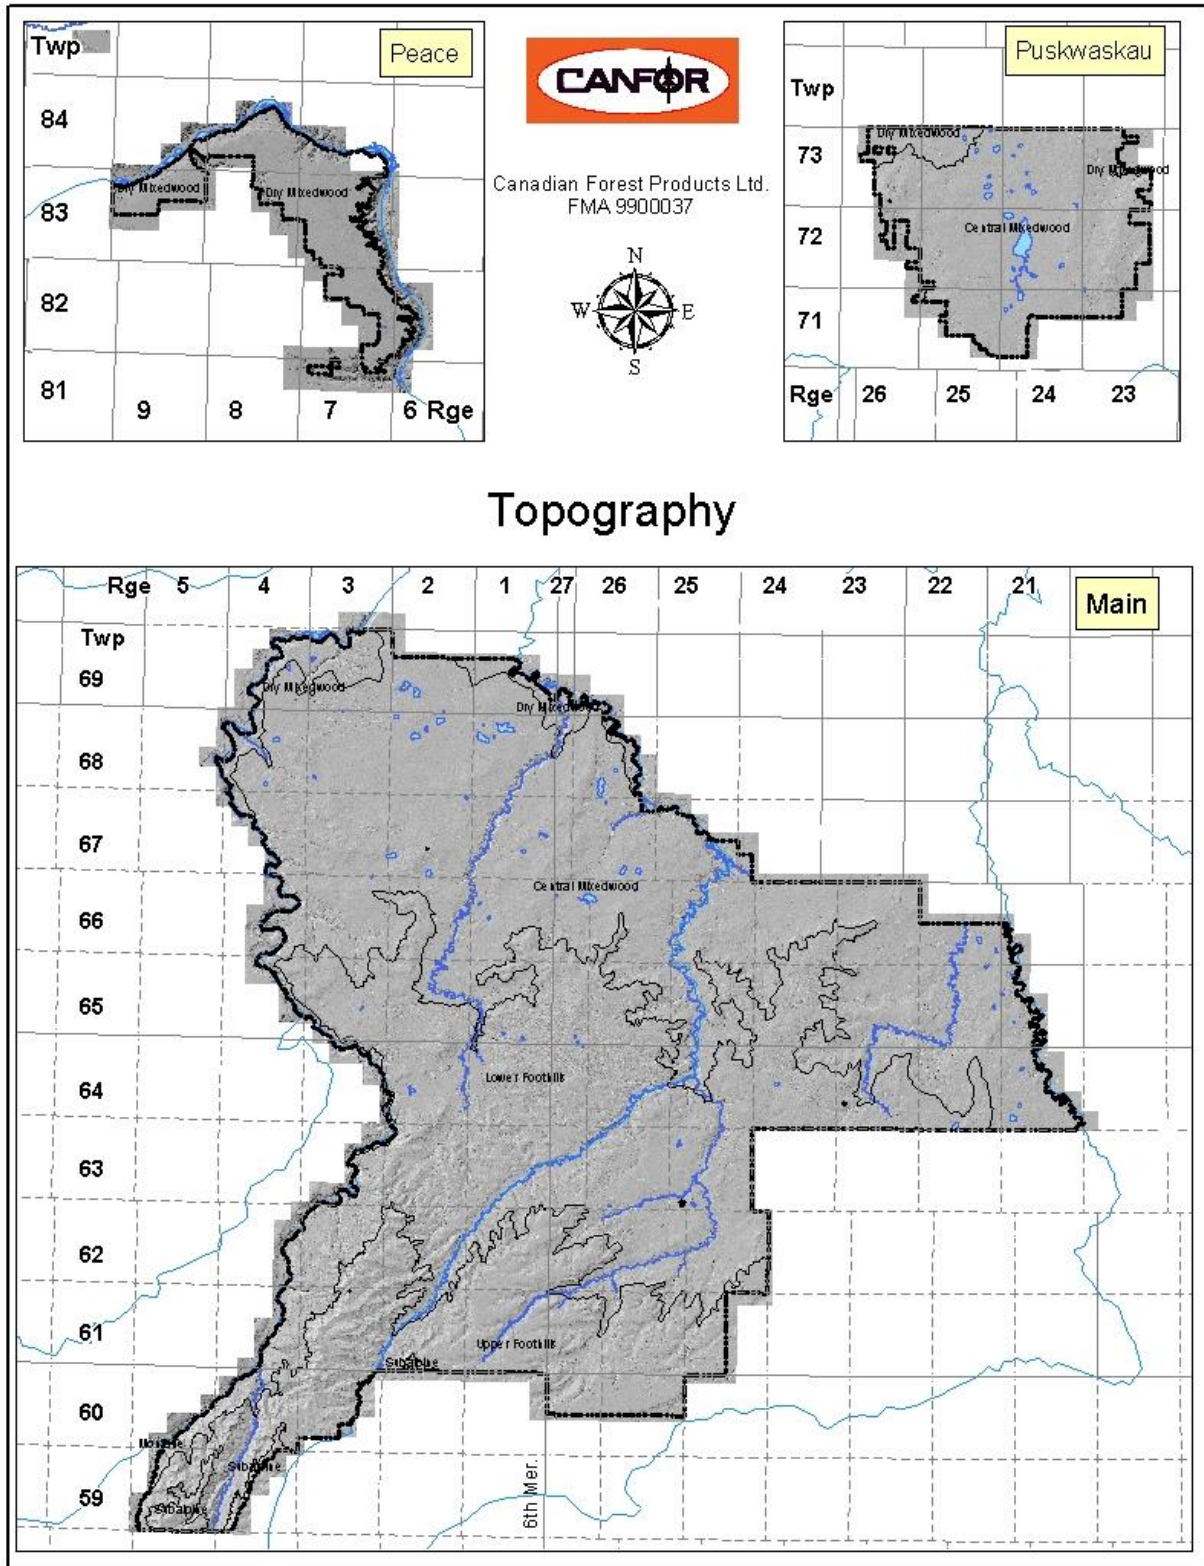 Twp
Peace
84
83
82
81
9 8 7 6 Rge
Dry Mixedwood
Dry Mixedwood
CANFOR
Canadian Forest Products Ltd.
FMA 9900037
N
W E
S
Puskwaskau
Twp
73
72
71
Rge 26 25 24 23
Dry Mixedwood
Dry Mixedwood
Central Mixedwood
Topography
Rge 5 4 3 2 1 27 26 25 24 23 22 21
Main
Twp
69
68
67
66
65
64
63
62
61
60
59
Dry Mixedwood
Dry Mixedwood
Central Mixedwood
Lower Foothills
Upper Foothills
Subalpine
Montane
Subalpine
Subalpine
6th Mer.